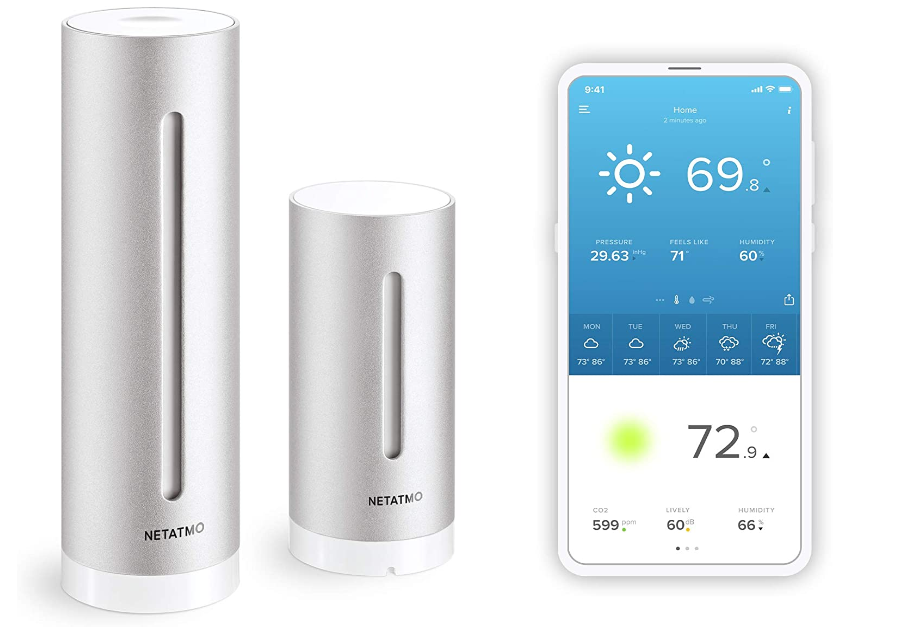 NETATMO
NETATMO
9:41
Home
2 minutes ago
i
69.8°
PRESSURE FEELS LIKE HUMIDITY
29.63 inHg 71° 60 %
MON TUE WED THU FRI
73° 86° 73° 86° 73° 86° 70° 88° 72° 88°
72.9°
CO2 LIVELY HUMIDITY
599 ppm 60 dB 66 %